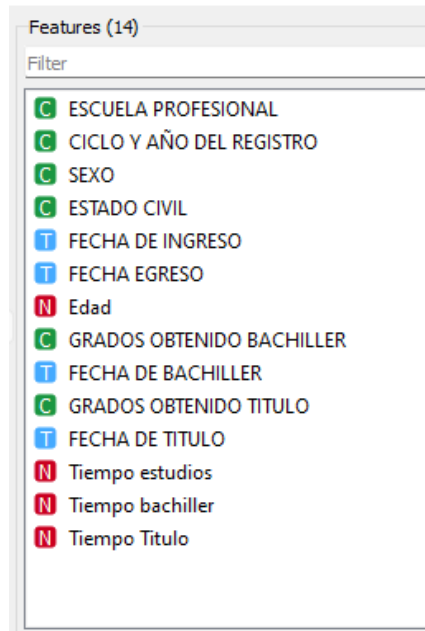 Features (14)
Filter
C ESCUELA PROFESIONAL
C CICLO Y AÑO DEL REGISTRO
C SEXO
C ESTADO CIVIL
T FECHA DE INGRESO
T FECHA EGRESO
N Edad
C GRADOS OBTENIDO BACHILLER
T FECHA DE BACHILLER
C GRADOS OBTENIDO TITULO
T FECHA DE TITULO
N Tiempo estudios
N Tiempo bachiller
N Tiempo Titulo